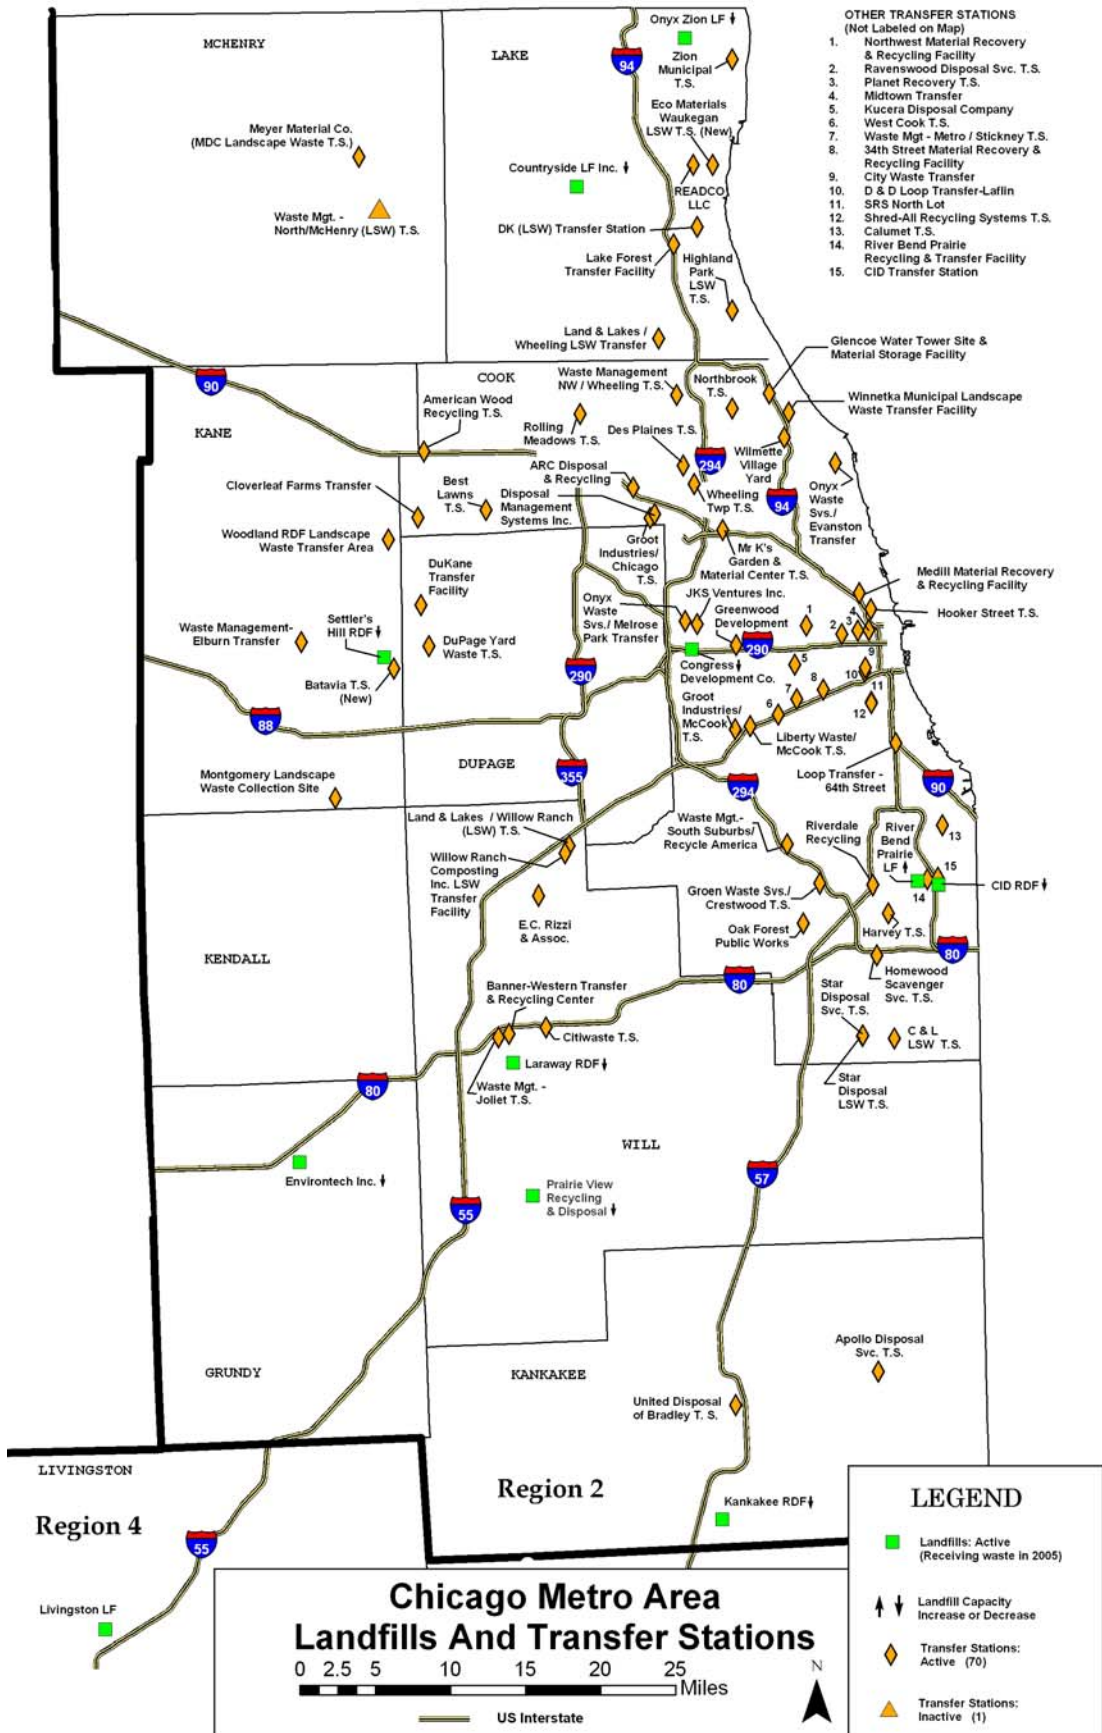 OTHER TRANSFER STATIONS
(Not Labeled on Map)
1. Northwest Material Recovery
& Recycling Facility
2. Ravenswood Disposal Svc. T.S.
3. Planet Recovery T.S.
4. Midtown Transfer
5. Kucera Disposal Company
6. West Cook T.S.
7. Waste Mgt - Metro / Stickney T.S.
8. 34th Street Material Recovery &
Recycling Facility
9. City Waste Transfer
10. D & D Loop Transfer-Laflin
11. SRS North Lot
12. Shred-All Recycling Systems T.S.
13. Calumet T.S.
14. River Bend Prairie
Recycling & Transfer Facility
15. CID Transfer Station
MCHENRY
LAKE
Onyx Zion LF
94
Zion
Municipal
T.S.
Eco Materials
Waukegan
LSW T.S. (New)
Meyer Material Co.
(MDC Landscape Waste T.S.)
Countryside LF Inc.
READCO
LLC
Waste Mgt. -
North/McHenry (LSW) T.S.
DK (LSW) Transfer Station
Lake Forest
Transfer Facility
Highland
Park
LSW
T.S.
Land & Lakes /
Wheeling LSW Transfer
Glencoe Water Tower Site &
Material Storage Facility
90
COOK
Waste Management
NW / Wheeling T.S.
Northbrook
T.S.
American Wood
Recycling T.S.
Winnetka Municipal Landscape
Waste Transfer Facility
KANE
Rolling
Meadows T.S.
Des Plaines T.S.
294
Wilmette
Village
Yard
ARC Disposal
& Recycling
Cloverleaf Farms Transfer
Best
Lawns
T.S.
Disposal
Management
Systems Inc.
Wheeling
Twp T.S.
94
Onyx
Waste
Svs./
Evanston
Transfer
Woodland RDF Landscape
Waste Transfer Area
Groot
Industries/
Chicago
T.S.
Mr K's
Garden &
Material Center T.S.
DuKane
Transfer
Facility
Medill Material Recovery
& Recycling Facility
Onyx
Waste
Svs./ Melrose
Park Transfer
JKS Ventures Inc.
Greenwood
Development
Hooker Street T.S.
1
2
3
4
Waste Management-
Elburn Transfer
Settler's
Hill RDF
DuPage Yard
Waste T.S.
290
290
Batavia T.S.
(New)
Congress
Development Co.
5
9
10
11
12
8
7
6
88
Groot
Industries/
McCook
T.S.
Liberty Waste/
McCook T.S.
DUPAGE
355
Loop Transfer -
64th Street
Montgomery Landscape
Waste Collection Site
294
90
Land & Lakes / Willow Ranch
(LSW) T.S.
Waste Mgt.-
South Suburbs/
Recycle America
Riverdale
Recycling
River
Bend
Prairie
LF
13
15
14
CID RDF
Willow Ranch
Composting
Inc. LSW
Transfer
Facility
Groen Waste Svs./
Crestwood T.S.
E.C. Rizzi
& Assoc.
Oak Forest
Public Works
Harvey T.S.
80
KENDALL
80
Homewood
Scavenger
Svc. T.S.
Banner-Western Transfer
& Recycling Center
Star
Disposal
Svc. T.S.
Citiwaste T.S.
C & L
LSW T.S.
Laraway RDF
80
Waste Mgt. -
Joliet T.S.
Star
Disposal
LSW T.S.
WILL
57
Environtech Inc.
Prairie View
Recycling
& Disposal
55
Apollo Disposal
Svc. T.S.
GRUNDY
KANKAKEE
United Disposal
of Bradley T. S.
LIVINGSTON
Region 2
Kankakee RDF
Region 4
55
Livingston LF
LEGEND
Landfills: Active
(Receiving waste in 2005)
Landfill Capacity
Increase or Decrease
Transfer Stations:
Active (70)
Transfer Stations:
Inactive (1)
Chicago Metro Area
Landfills And Transfer Stations
0 2.5 5 10 15 20 25
Miles
N
US Interstate